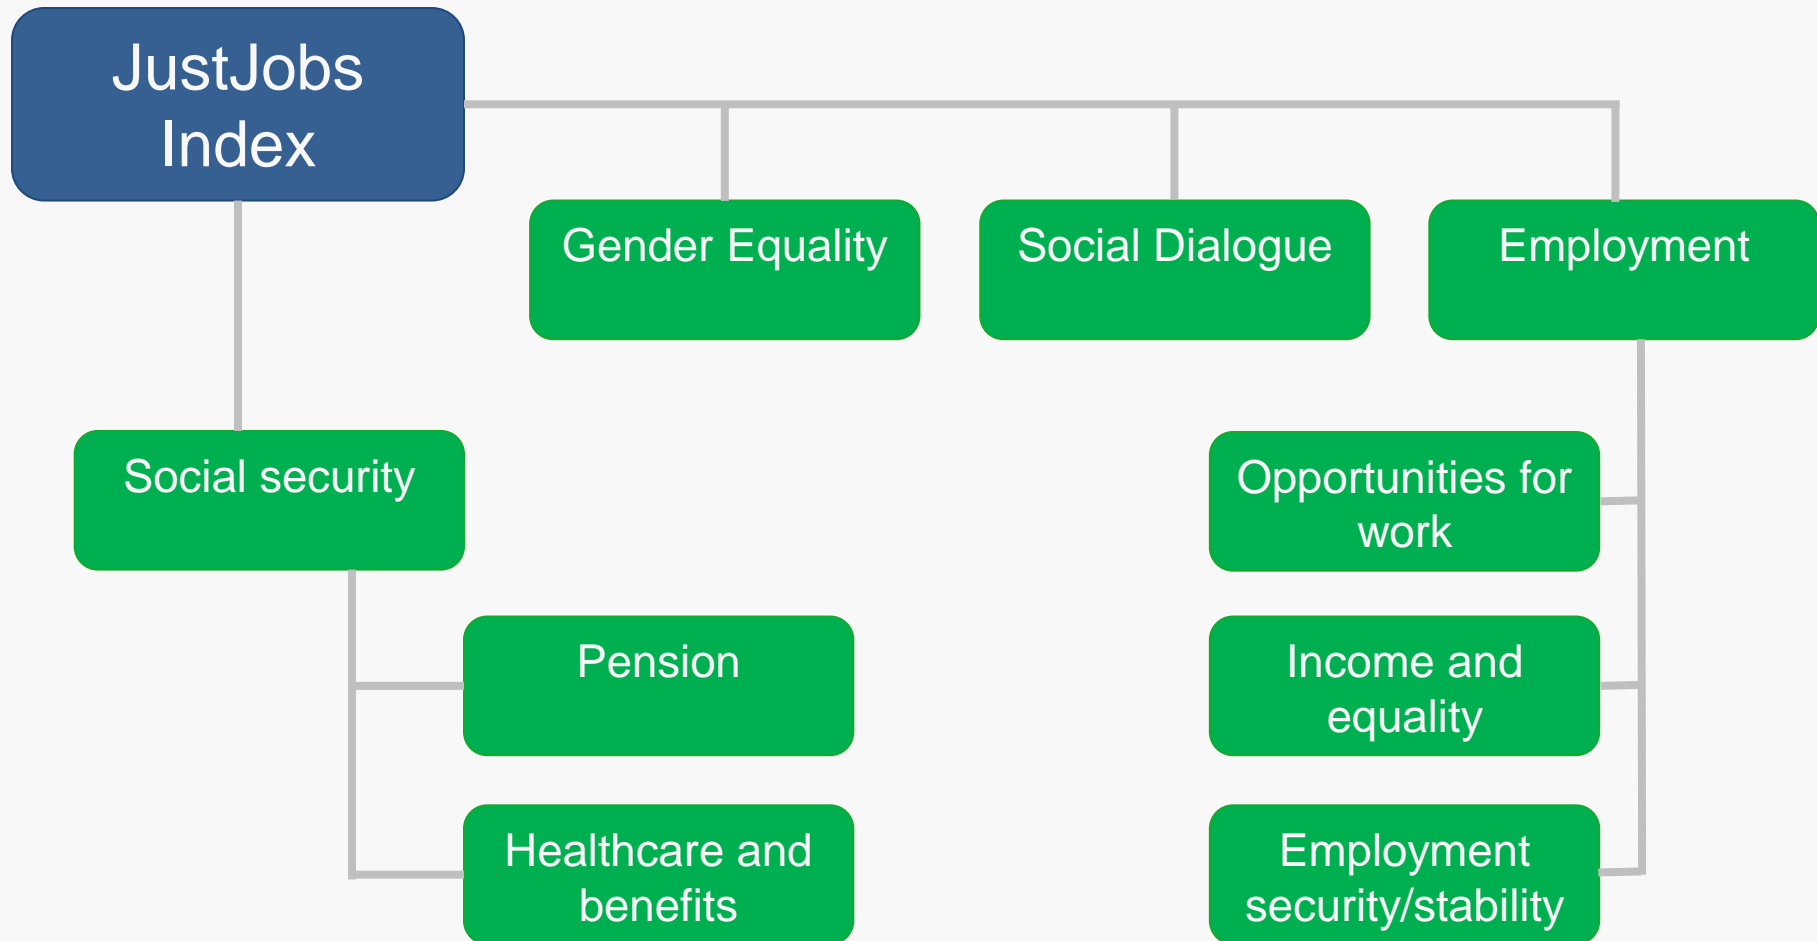 JustJobs
Index
Gender Equality
Social Dialogue
Employment
Social security
Opportunities for
work
Pension
Income and
equality
Healthcare and
benefits
Employment
security/stability